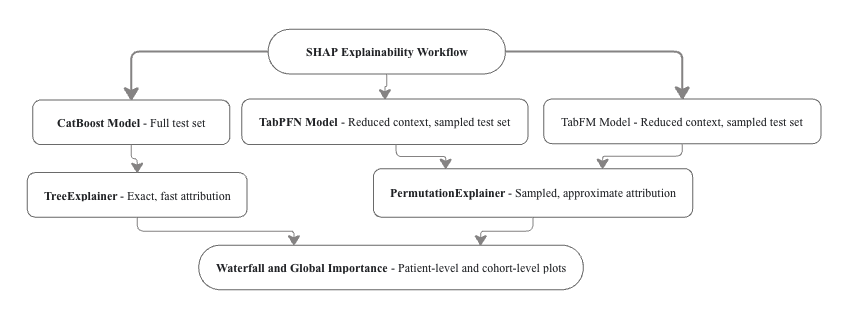 SHAP Explainability Workflow
CatBoost Model - Full test set
TabPFN Model - Reduced context, sampled test set
TabFM Model - Reduced context, sampled test set
TreeExplainer - Exact, fast attribution
PermutationExplainer - Sampled, approximate attribution
Waterfall and Global Importance - Patient-level and cohort-level plots